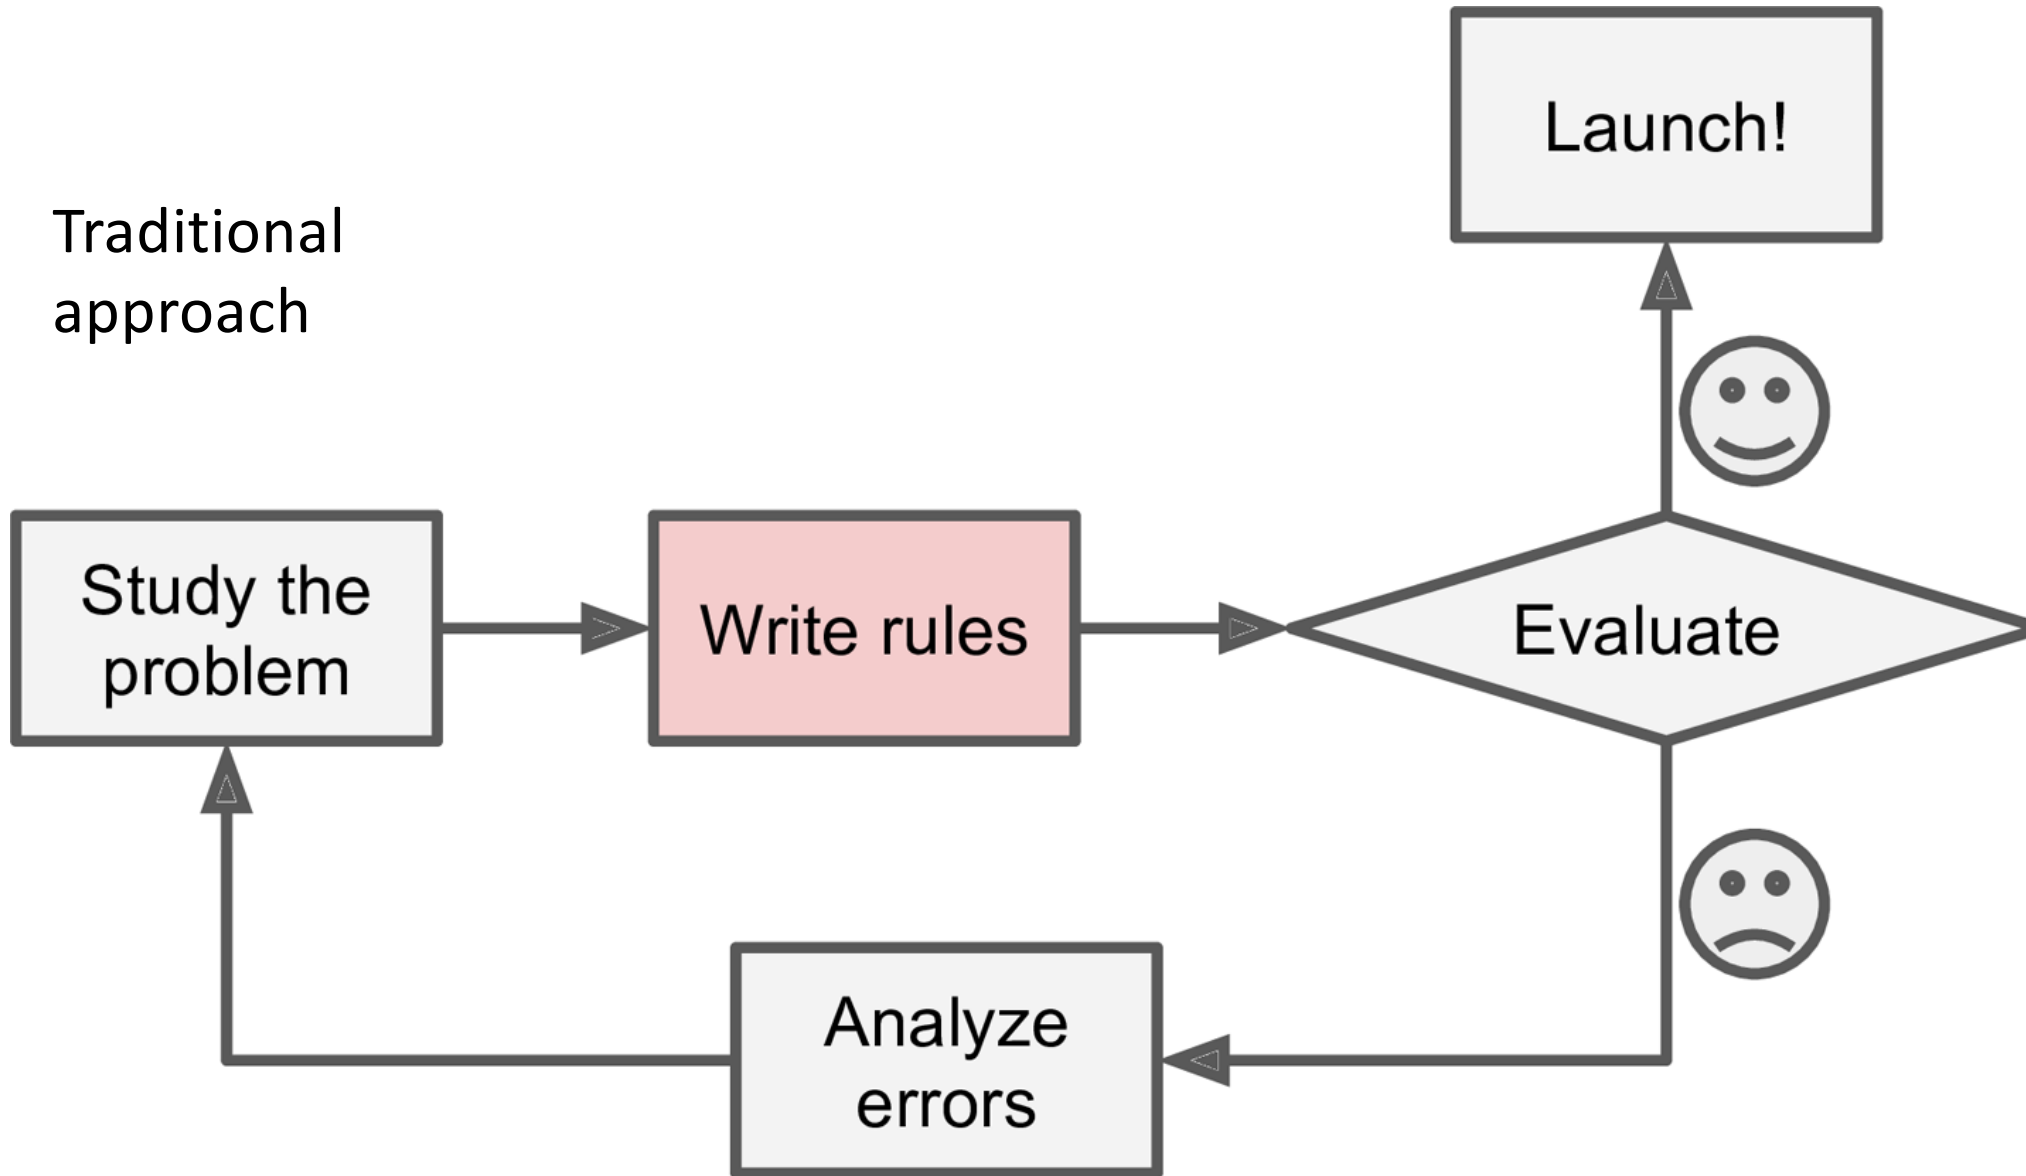 Launch!
Traditional
approach
Study the
problem
Write rules
Evaluate
Analyze
errors